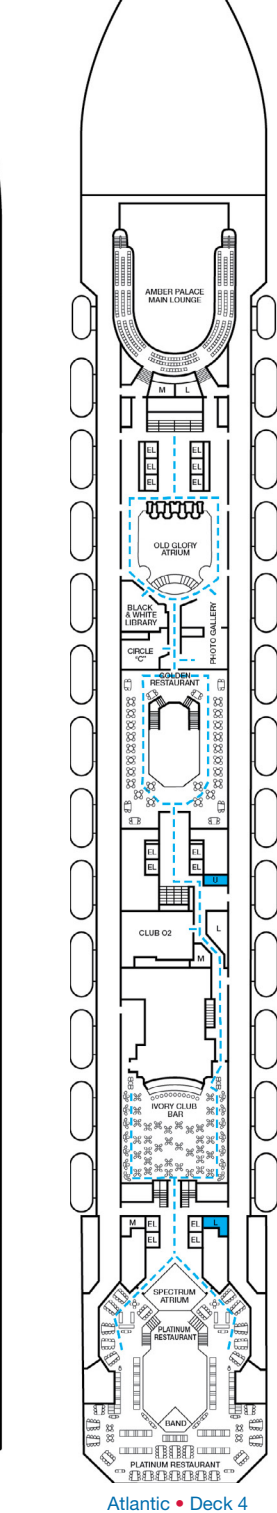 AMBER PALACE
MAIN LOUNGE
M L
EL EL
EL EL
EL EL
OLD GLORY
ATRIUM
BLACK
& WHITE
LIBRARY
PHOTO GALLERY
CIRCLE
"C"
GOLDEN
RESTAURANT
EL EL
EL EL
U
CLUB O2
L
M
IVORY CLUB
BAR
M EL EL L
EL EL
SPECTRUM
ATRIUM
PLATINUM
RESTAURANT
BAND
PLATINUM RESTAURANT
Atlantic • Deck 4